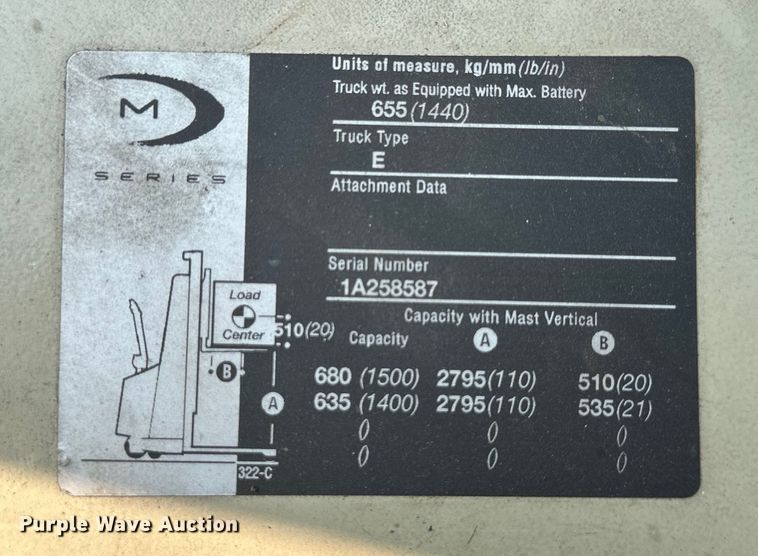 M
SERIES
Units of measure, kg/mm (lb/in)
Truck wt. as Equipped with Max. Battery
655 (1440)
Truck Type
E
Attachment Data
Serial Number
1A258587
Capacity with Mast Vertical
Capacity A B
680 (1500) 2795 (110) 510 (20)
635 (1400) 2795 (110) 535 (21)
0 0 0
0 0 0
Load
Center
510 (20)
B
A
322-C
Purple Wave Auction